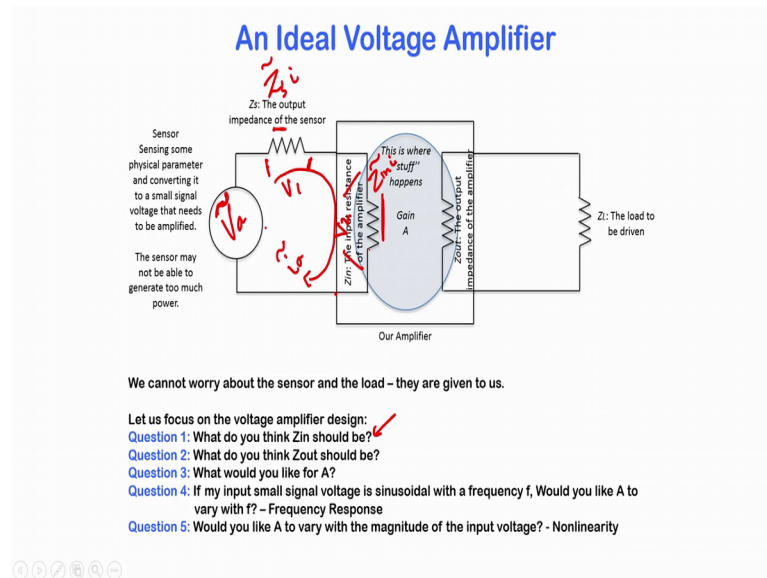 An Ideal Voltage Amplifier
Zs: The output
impedance of the sensor
Sensor
Sensing some
physical parameter
and converting it
to a small signal
voltage that needs
to be amplified.
The sensor may
not be able to
generate too much
power.
V1
V2
Zin: The input resistance
of the amplifier
This is where
"stuff"
happens
Gain
A
Zout: The output
impedance of the amplifier
ZL: The load to
be driven
Our Amplifier
We cannot worry about the sensor and the load – they are given to us.
Let us focus on the voltage amplifier design:
Question 1: What do you think Zin should be?
Question 2: What do you think Zout should be?
Question 3: What would you like for A?
Question 4: If my input small signal voltage is sinusoidal with a frequency f, Would you like A to
vary with f? – Frequency Response
Question 5: Would you like A to vary with the magnitude of the input voltage? - Nonlinearity